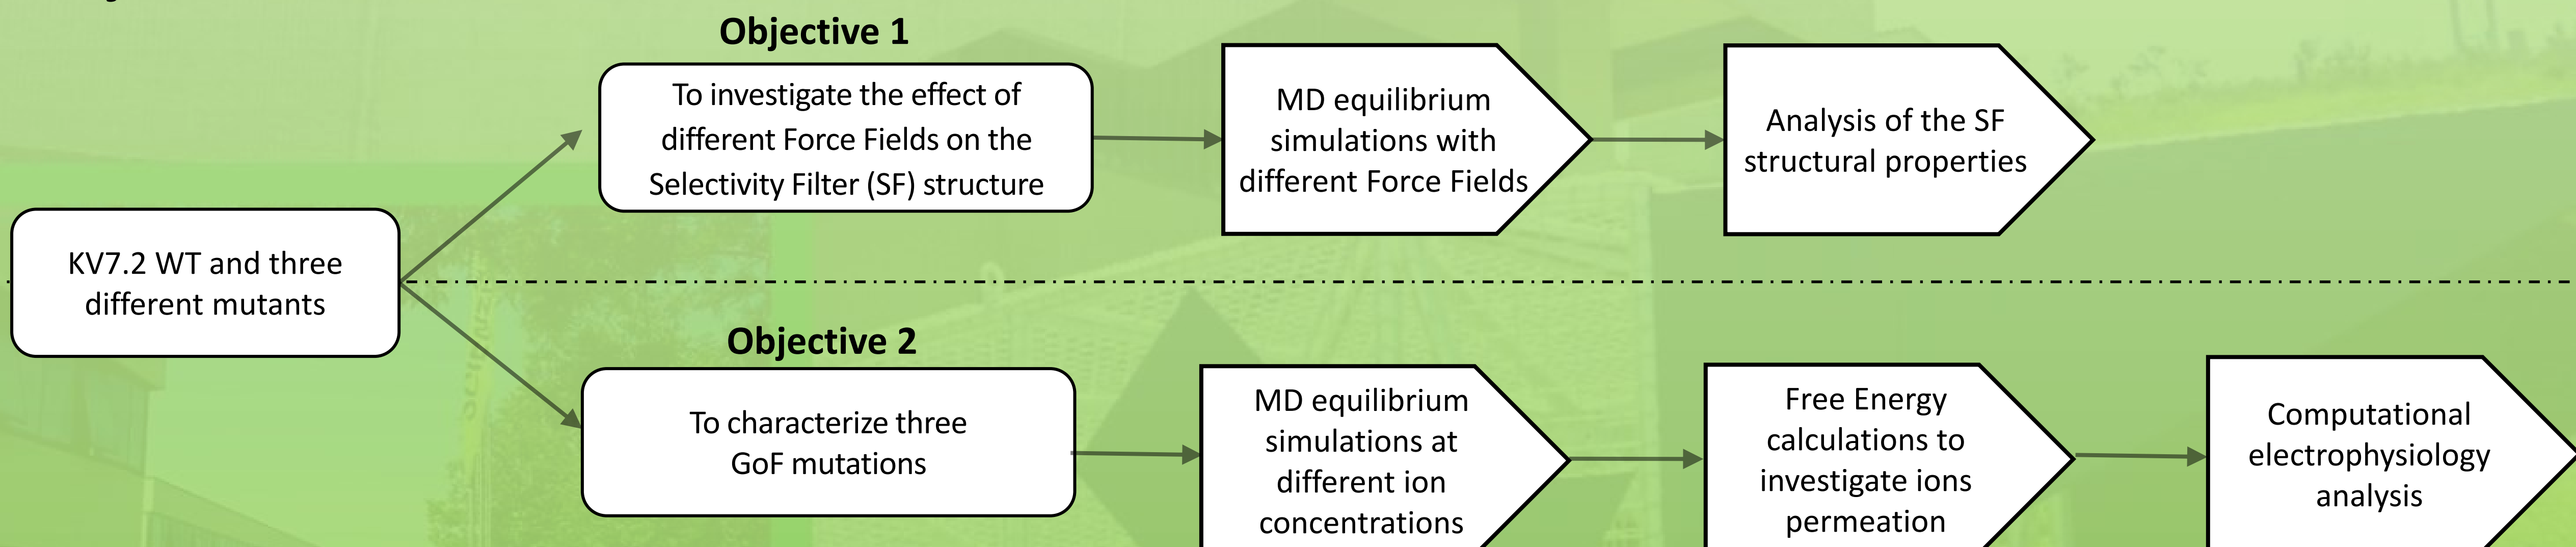 Objective 1
To investigate the effect of
different Force Fields on the
Selectivity Filter (SF) structure
MD equilibrium
simulations with
different Force Fields
Analysis of the SF
structural properties
KV7.2 WT and three
different mutants
Objective 2
To characterize three
GoF mutations
MD equilibrium
simulations at
different ion
concentrations
Free Energy
calculations to
investigate ions
permeation
Computational
electrophysiology
analysis